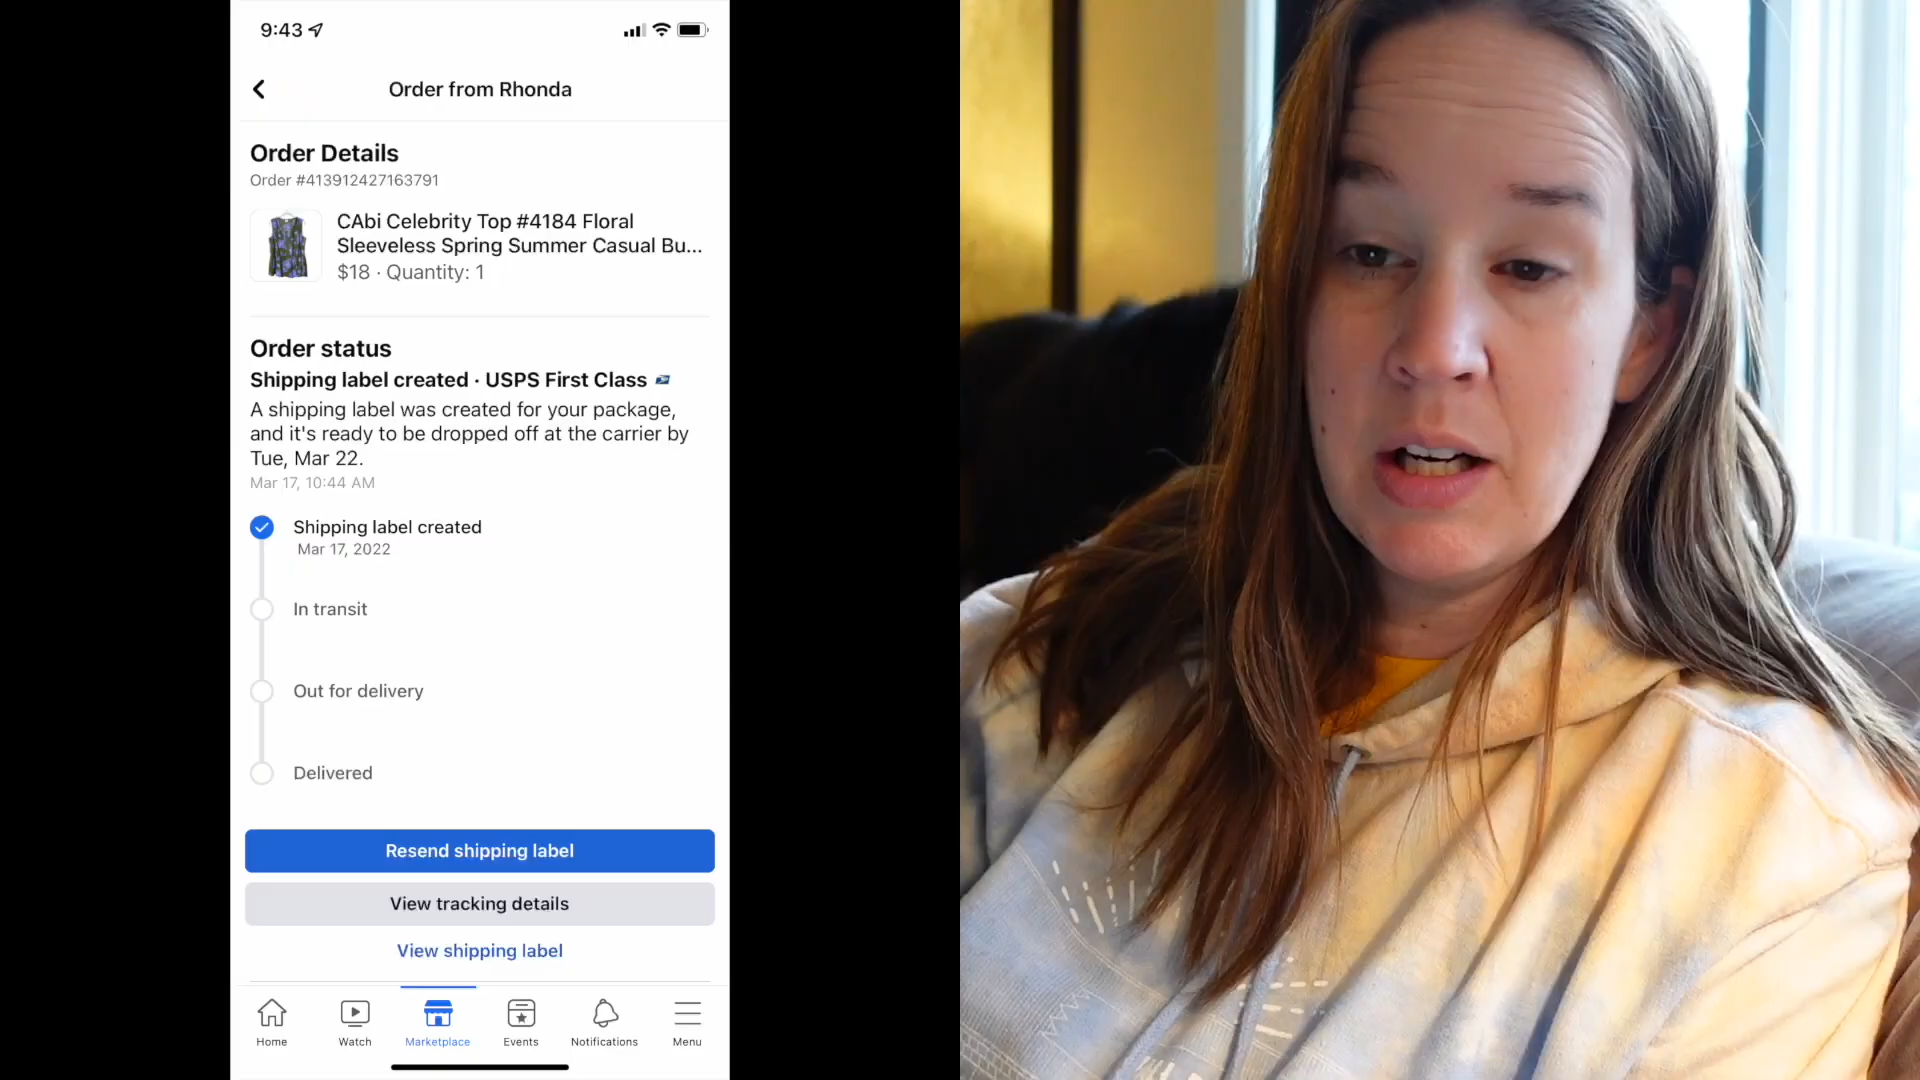 9:43
Order from Rhonda
Order Details
Order #413912427163791
CAbi Celebrity Top #4184 Floral
Sleeveless Spring Summer Casual Bu...
$18 · Quantity: 1
Order status
Shipping label created · USPS First Class
A shipping label was created for your package,
and it's ready to be dropped off at the carrier by
Tue, Mar 22.
Mar 17, 10:44 AM
Shipping label created
Mar 17, 2022
In transit
Out for delivery
Delivered
Resend shipping label
View tracking details
View shipping label
Home Watch Marketplace Events Notifications Menu